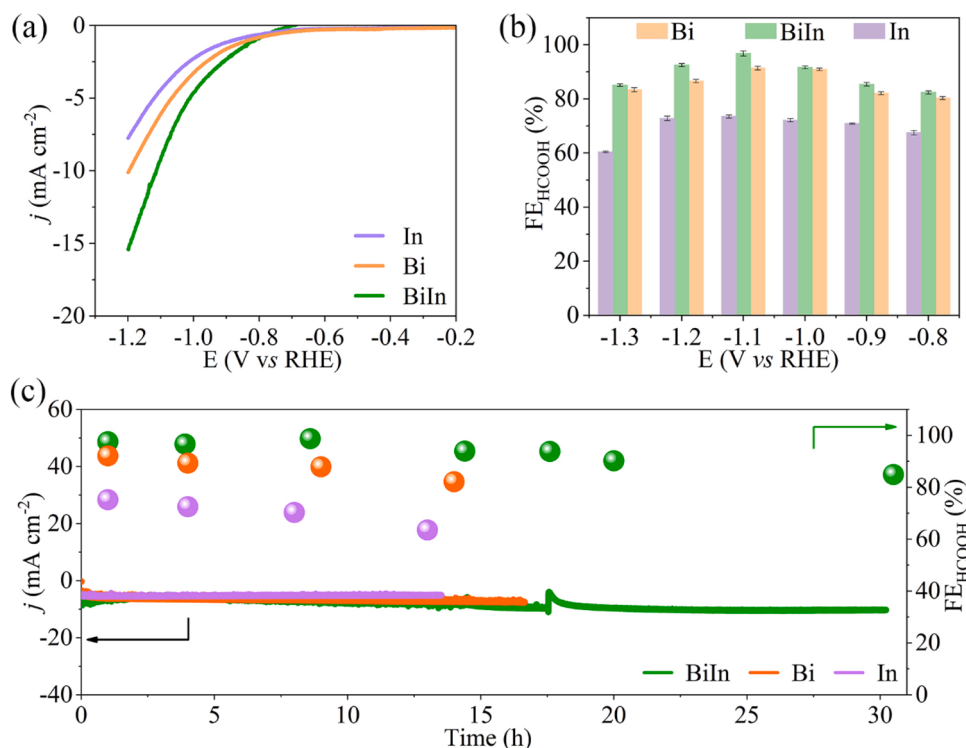 (a)
0
-5
-10
-15
-20
j (mA cm-2)
In
Bi
BiIn
-1.2 -1.0 -0.8 -0.6 -0.4 -0.2
E (V vs RHE)
(b)
Bi BiIn In
100
80
60
40
20
0
FEHCOOH (%)
-1.3 -1.2 -1.1 -1.0 -0.9 -0.8
E (V vs RHE)
(c)
60
40
20
0
-20
-40
j (mA cm-2)
100
80
60
40
20
0
FEHCOOH (%)
BiIn Bi In
0 5 10 15 20 25 30
Time (h)